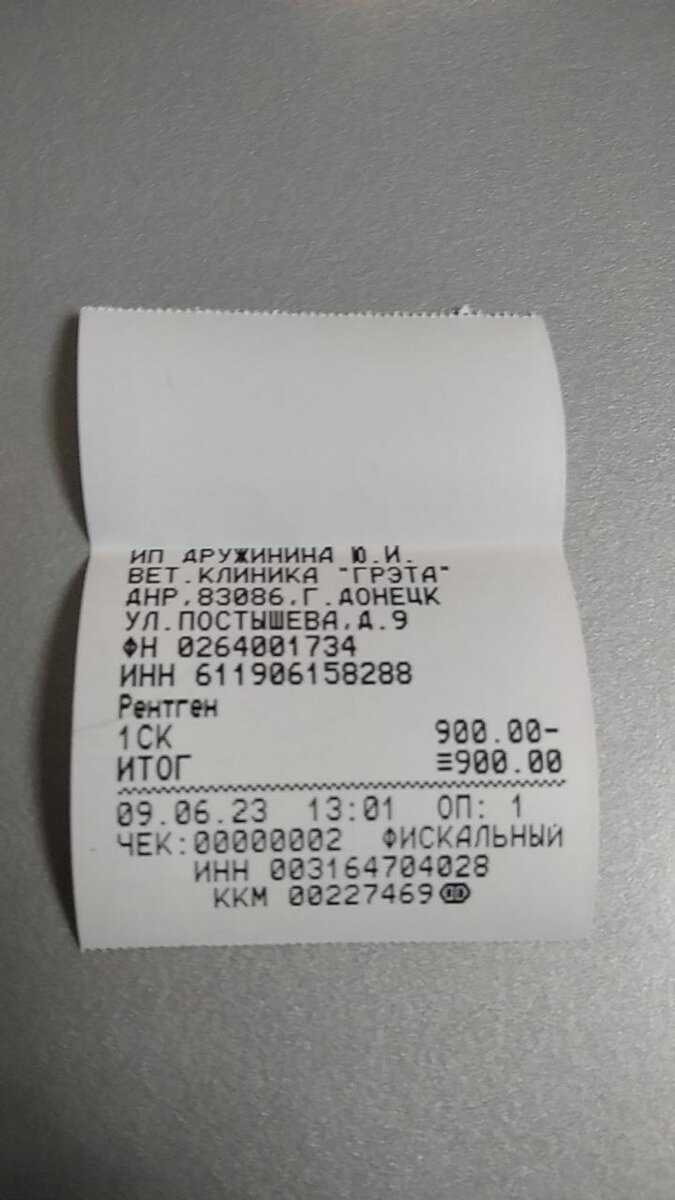 ИП ДРУЖИНИНА Ю.И.
ВЕТ.КЛИНИКА "ГРЭТА"
ДНР,83086,Г.ДОНЕЦК
УЛ.ПОСТЫШЕВА,Д.9
ФН 0264001734
ИНН 611906158288
Рентген
1СК 900.00-
ИТОГ ≡900.00
09.06.23 13:01 ОП: 1
ЧЕК:00000002 ФИСКАЛЬНЫЙ
ИНН 003164704028
ККМ 00227469